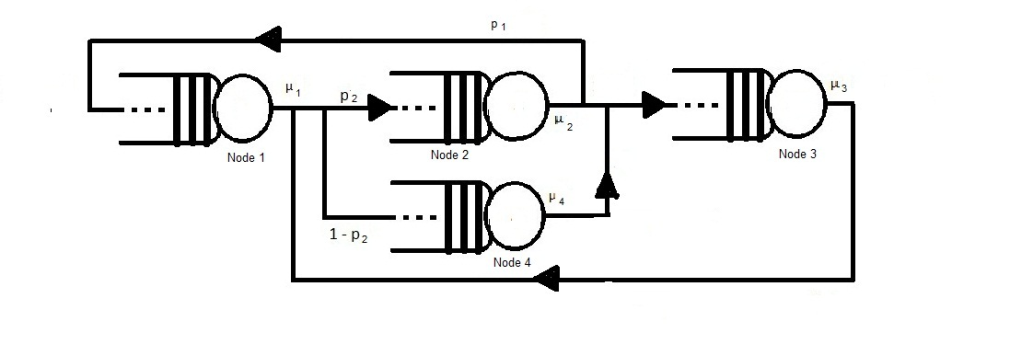 p 1
μ 1
p 2
μ 2
μ 3
Node 1
Node 2
Node 3
μ 4
1 - p 2
Node 4